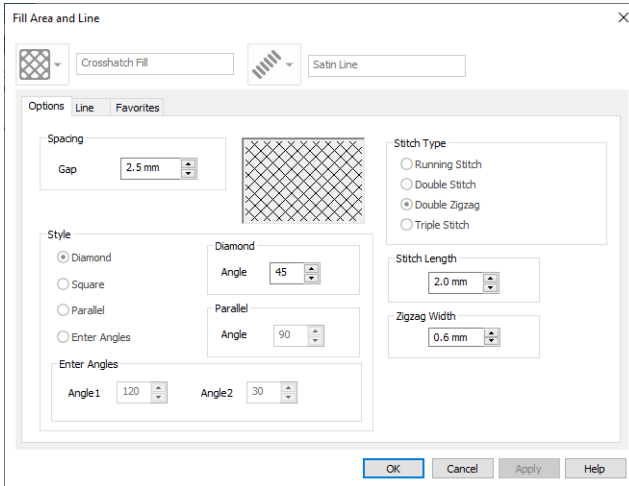 Fill Area and Line
Crosshatch Fill
Satin Line
Options Line Favorites
Spacing
Gap 2.5 mm
Stitch Type
Running Stitch
Double Stitch
Double Zigzag
Triple Stitch
Style
Diamond
Square
Parallel
Enter Angles
Diamond
Angle 45
Parallel
Angle 90
Enter Angles
Angle1 120 Angle2 30
Stitch Length
2.0 mm
Zigzag Width
0.6 mm
OK Cancel Apply Help